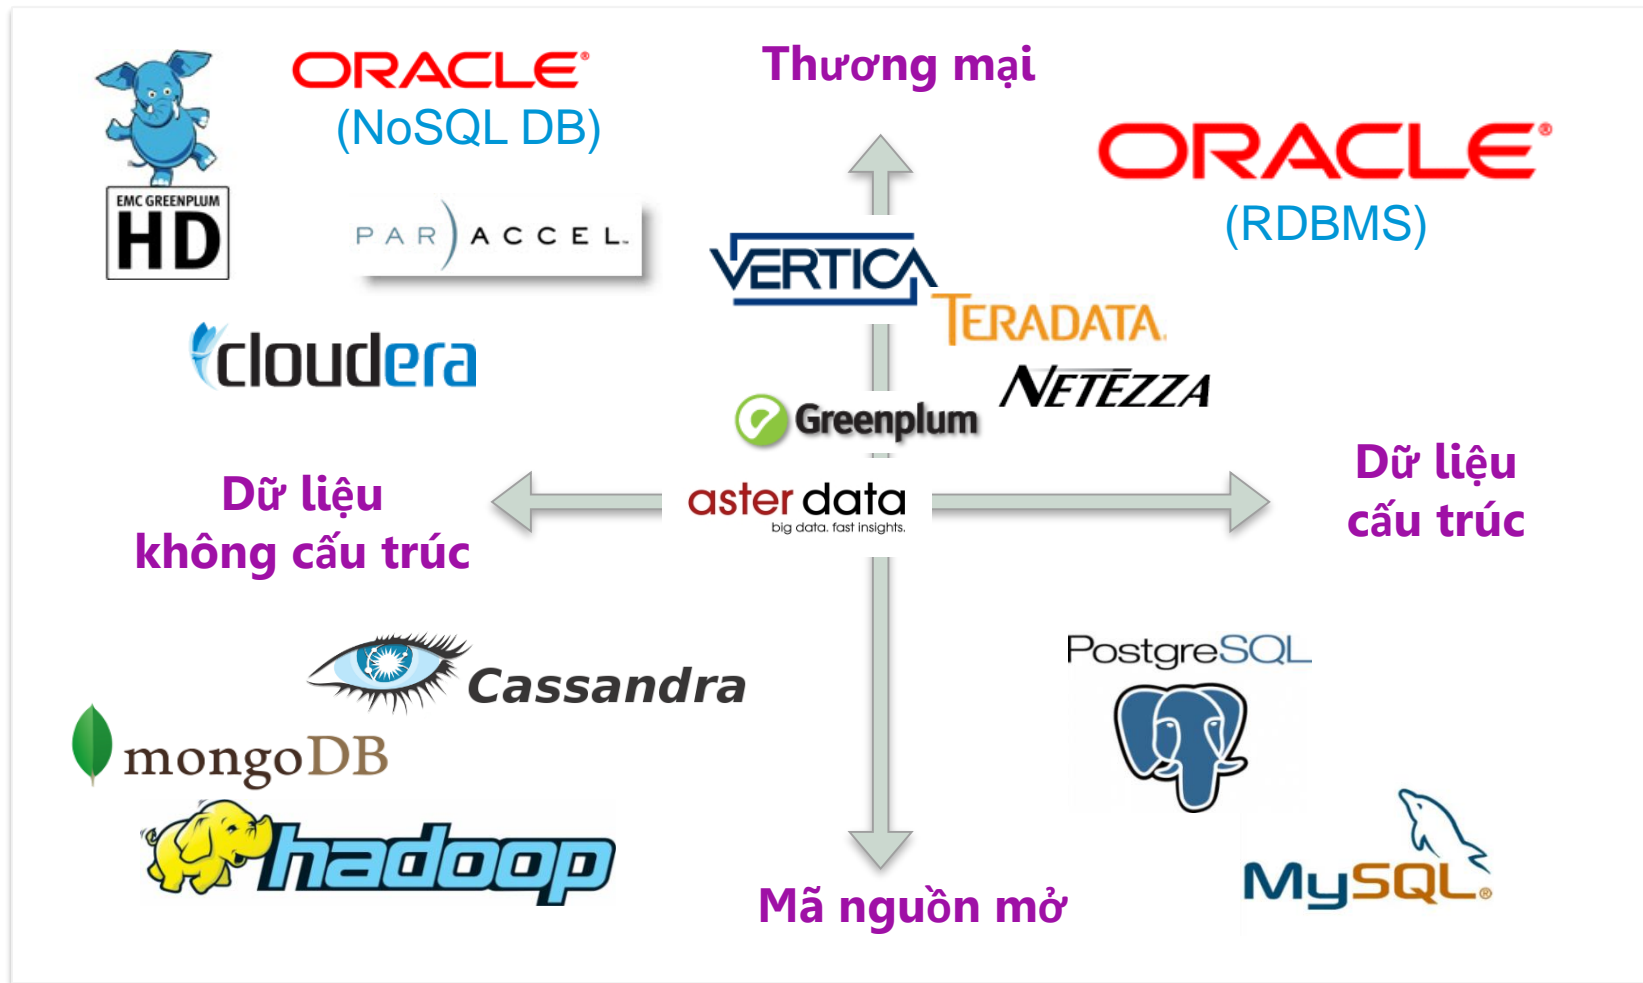 Thương mại
ORACLE®
(NoSQL DB)
EMC GREENPLUM
HD
PAR)ACCEL™
cloudera
VERTICA
ORACLE®
(RDBMS)
TERADATA.
NETEZZA
Greenplum
Dữ liệu
không cấu trúc
aster data
big data. fast insights.
Dữ liệu
cấu trúc
Cassandra
mongoDB
hadoop
PostgreSQL
MySQL®
Mã nguồn mở